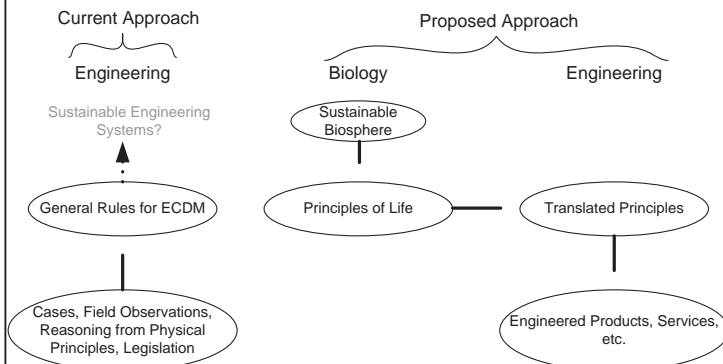 Current Approach
Proposed Approach
Engineering
Biology
Engineering
Sustainable Engineering
Systems?
Sustainable
Biosphere
General Rules for ECDM
Principles of Life
Translated Principles
Cases, Field Observations,
Reasoning from Physical
Principles, Legislation
Engineered Products, Services,
etc.